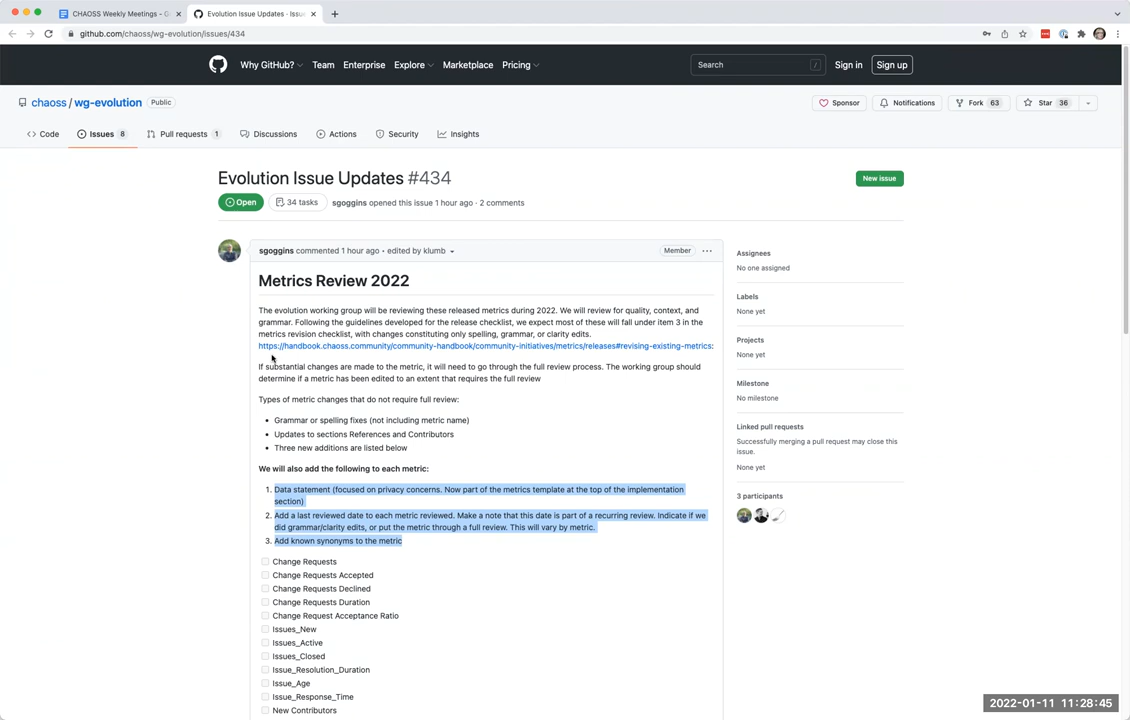 CHAOSS Weekly Meetings - G
Evolution Issue Updates · Issu
github.com/chaoss/wg-evolution/issues/434
Why GitHub? Team Enterprise Explore Marketplace Pricing Search / Sign in Sign up
chaoss / wg-evolution Public Sponsor Notifications Fork 63 Star 36
Code Issues 8 Pull requests 1 Discussions Actions Security Insights
Evolution Issue Updates #434
New issue
Open 34 tasks sgoggins opened this issue 1 hour ago · 2 comments
sgoggins commented 1 hour ago • edited by klumb Member
Metrics Review 2022
The evolution working group will be reviewing these released metrics during 2022. We will review for quality, context, and
grammar. Following the guidelines developed for the release checklist, we expect most of these will fall under item 3 in the
metrics revision checklist, with changes constituting only spelling, grammar, or clarity edits.
https://handbook.chaoss.community/community-handbook/community-initiatives/metrics/releases#revising-existing-metrics:
If substantial changes are made to the metric, it will need to go through the full review process. The working group should
determine if a metric has been edited to an extent that requires the full review
Types of metric changes that do not require full review:
• Grammar or spelling fixes (not including metric name)
• Updates to sections References and Contributors
• Three new additions are listed below
We will also add the following to each metric:
1. Data statement (focused on privacy concerns. Now part of the metrics template at the top of the implementation
section)
2. Add a last reviewed date to each metric reviewed. Make a note that this date is part of a recurring review. Indicate if we
did grammar/clarity edits, or put the metric through a full review. This will vary by metric.
3. Add known synonyms to the metric
Change Requests
Change Requests Accepted
Change Requests Declined
Change Requests Duration
Change Request Acceptance Ratio
Issues_New
Issues_Active
Issues_Closed
Issue_Resolution_Duration
Issue_Age
Issue_Response_Time
New Contributors
Assignees
No one assigned
Labels
None yet
Projects
None yet
Milestone
No milestone
Linked pull requests
Successfully merging a pull request may close this
issue.
None yet
3 participants
2022-01-11 11:28:45